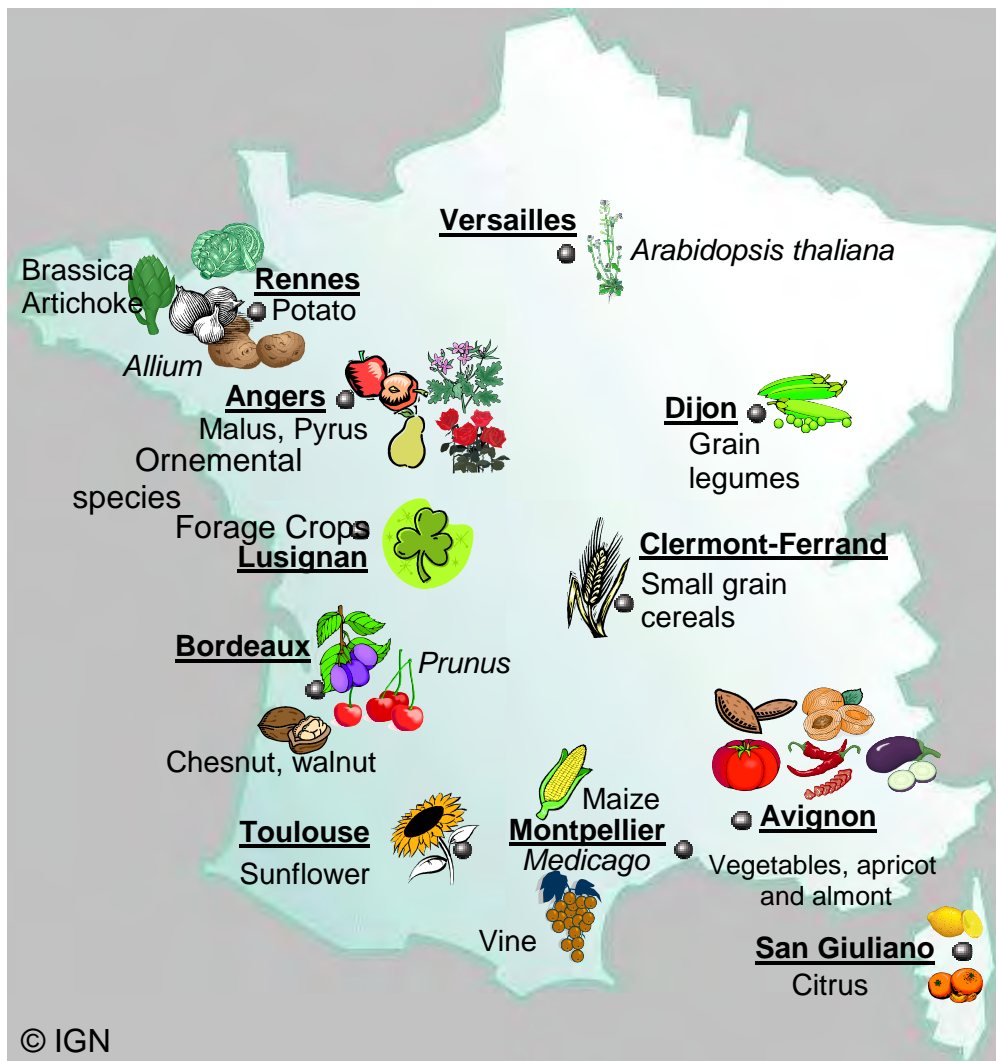 Versailles
Arabidopsis thaliana
Brassica
Artichoke
Rennes
Potato
Allium
Angers
Malus, Pyrus
Ornemental
species
Dijon
Grain
legumes
Forage Crops
Lusignan
Clermont-Ferrand
Small grain
cereals
Bordeaux
Prunus
Chesnut, walnut
Maize
Montpellier
Medicago
Vine
Toulouse
Sunflower
Avignon
Vegetables, apricot
and almont
San Giuliano
Citrus
© IGN